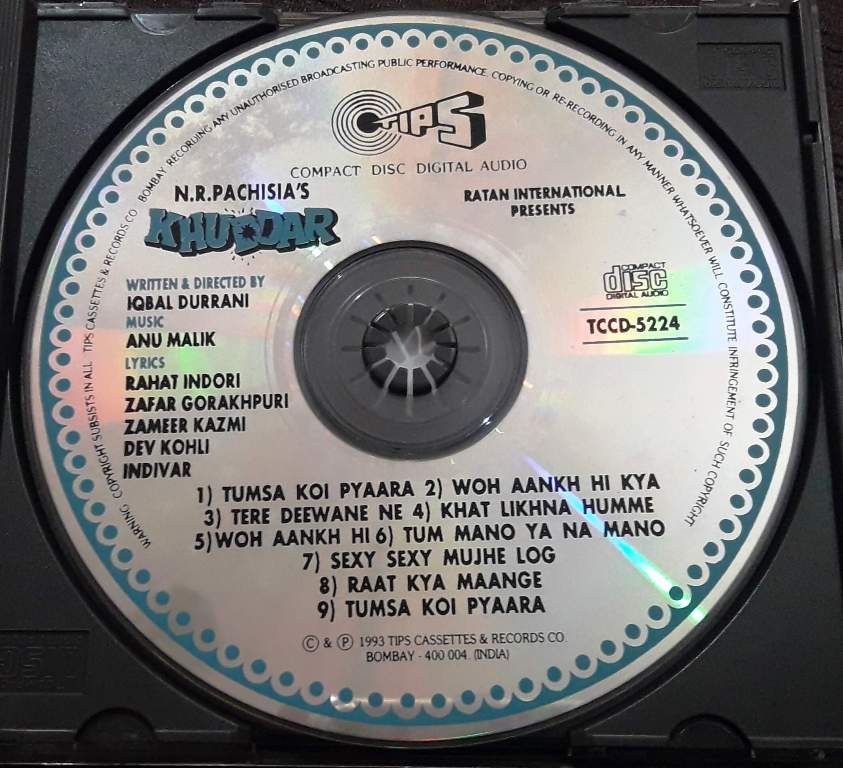 WARNING COPYRIGHT SUBSISTS IN ALL TIPS CASSETTES & RECORDS CO BOMBAY RECORDING ANY UNAUTHORISED BROADCASTING PUBLIC PERFORMANCE. COPYING OR RE-RECORDING IN ANY MANNER WHATSOEVER WILL CONSTITUTE INFRINGEMENT OF SUCH COPYRIGHT
TIPS
COMPACT DISC DIGITAL AUDIO
N.R.PACHISIA'S
KHUDDAR
RATAN INTERNATIONAL
PRESENTS
COMPACT
disc
DIGITAL AUDIO
TCCD-5224
WRITTEN & DIRECTED BY
IQBAL DURRANI
MUSIC
ANU MALIK
LYRICS
RAHAT INDORI
ZAFAR GORAKHPURI
ZAMEER KAZMI
DEV KOHLI
INDIVAR
1) TUMSA KOI PYAARA 2) WOH AANKH HI KYA
3) TERE DEEWANE NE 4) KHAT LIKHNA HUMME
5)WOH AANKH HI 6) TUM MANO YA NA MANO
7) SEXY SEXY MUJHE LOG
8) RAAT KYA MAANGE
9) TUMSA KOI PYAARA
© & ℗ 1993 TIPS CASSETTES & RECORDS CO.
BOMBAY - 400 004. (INDIA)